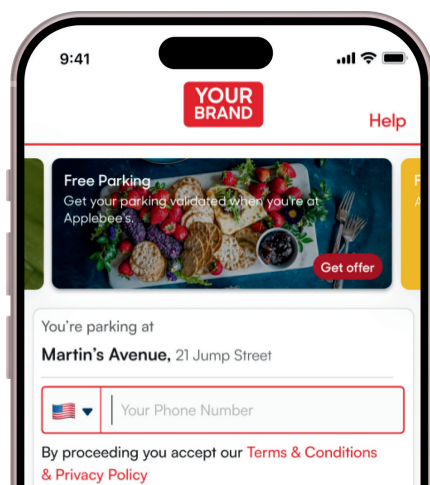 9:41
YOUR
BRAND
Help
Free Parking
Get your parking validated when you're at
Applebee's.
Get offer
F
A
You're parking at
Martin's Avenue, 21 Jump Street
Your Phone Number
By proceeding you accept our Terms & Conditions
& Privacy Policy